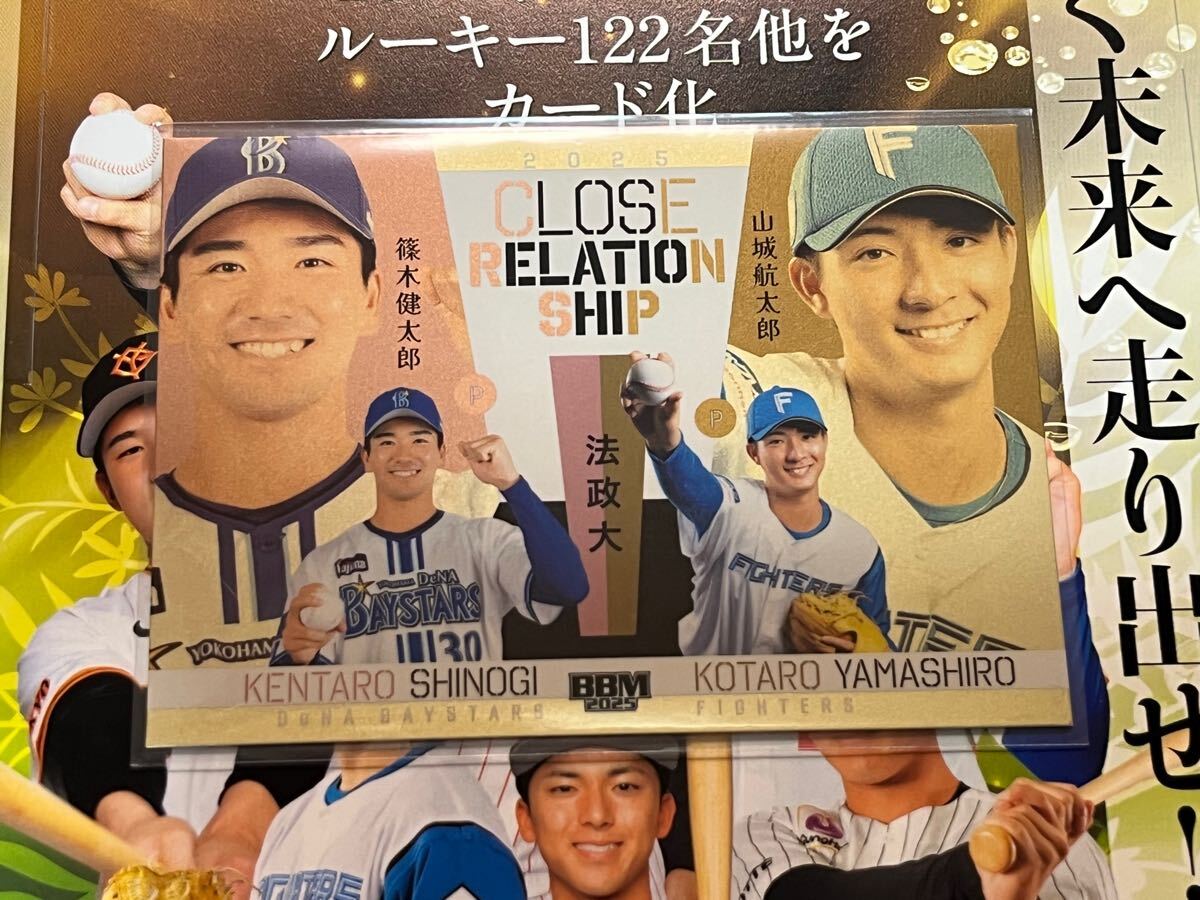 ルーキー122名他を
カード化
く未来へ走り出せ!
2025
CLOSE
RELATION
SHIP
篠木健太郎
山城航太郎
P
P
法政大
F
F
YOKOHAMA
YOKOHAMA DeNA
BAYSTARS
30
FIGHTERS
KENTARO SHINOGI
DeNA BAYSTARS
BBM
2025
KOTARO YAMASHIRO
FIGHTERS
FIGHTERS